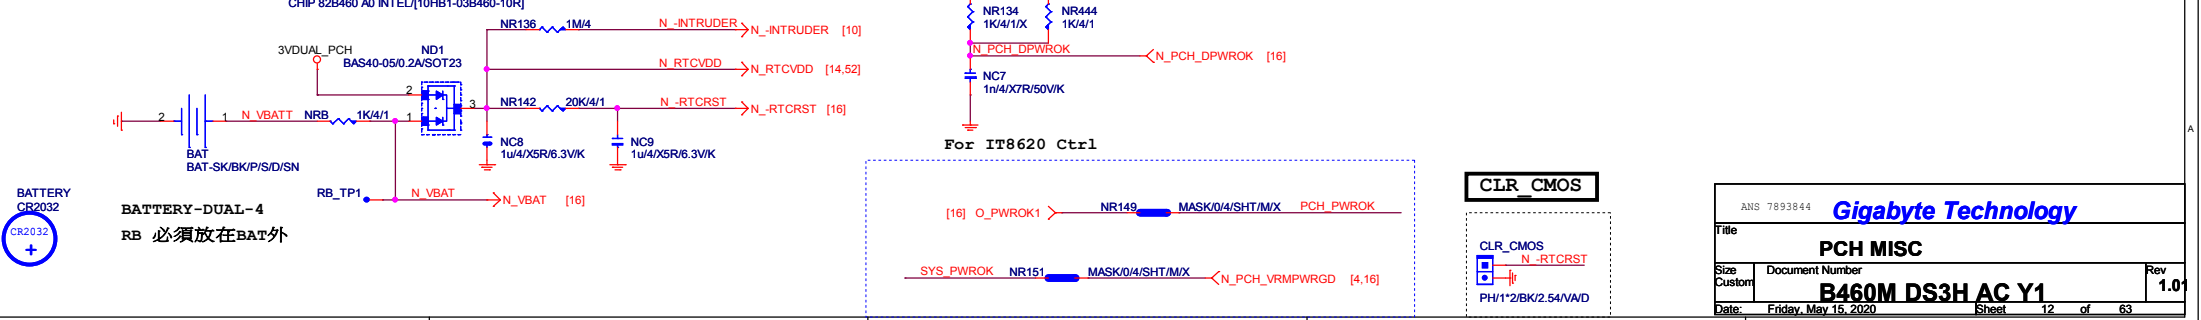 CHIP 82B460 A0 INTEL/[10HB1-03B460-10R]
NR136 1M/4 N_-INTRUDER N_-INTRUDER [10]
3VDUAL_PCH ND1
BAS40-05/0.2A/SOT23
N_RTCVDD N_RTCVDD [14,52]
2
3 NR142 20K/4/1 N_-RTCRST N_-RTCRST [16]
2 1 N_VBATT NRB 1K/4/1 1
BAT
BAT-SK/BK/P/S/D/SN
NC8
1u/4/X5R/6.3V/K
NC9
1u/4/X5R/6.3V/K
RB_TP1 N_VBAT N_VBAT [16]
BATTERY
CR2032
CR2032
+
BATTERY-DUAL-4
RB 必須放在BAT外
NR134
1K/4/1/X
NR444
1K/4/1
N_PCH_DPWROK N_PCH_DPWROK [16]
NC7
1n/4/X7R/50V/K
For IT8620 Ctrl
[16] O_PWROK1 NR149 MASK/0/4/SHT/M/X PCH_PWROK
SYS_PWROK NR151 MASK/0/4/SHT/M/X N_PCH_VRMPWRGD [4,16]
CLR_CMOS
CLR_CMOS
N_-RTCRST
PH/1*2/BK/2.54/VA/D
A
ANS 7893844 Gigabyte Technology
Title
PCH MISC
Size Document Number Rev
Custom B460M DS3H AC Y1 1.01
Date: Friday, May 15, 2020 Sheet 12 of 63